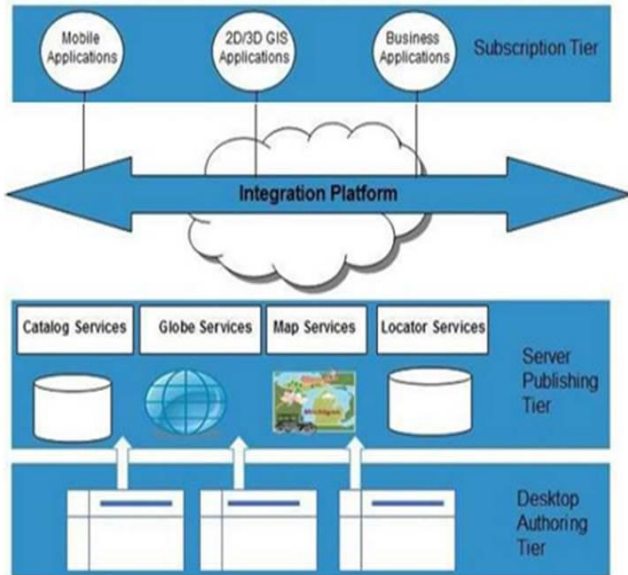 Mobile
Applications
2D/3D GIS
Applications
Business
Applications
Subscription Tier
Integration Platform
Catalog Services
Globe Services
Map Services
Locator Services
Server
Publishing
Tier
Michigan
Desktop
Authoring
Tier